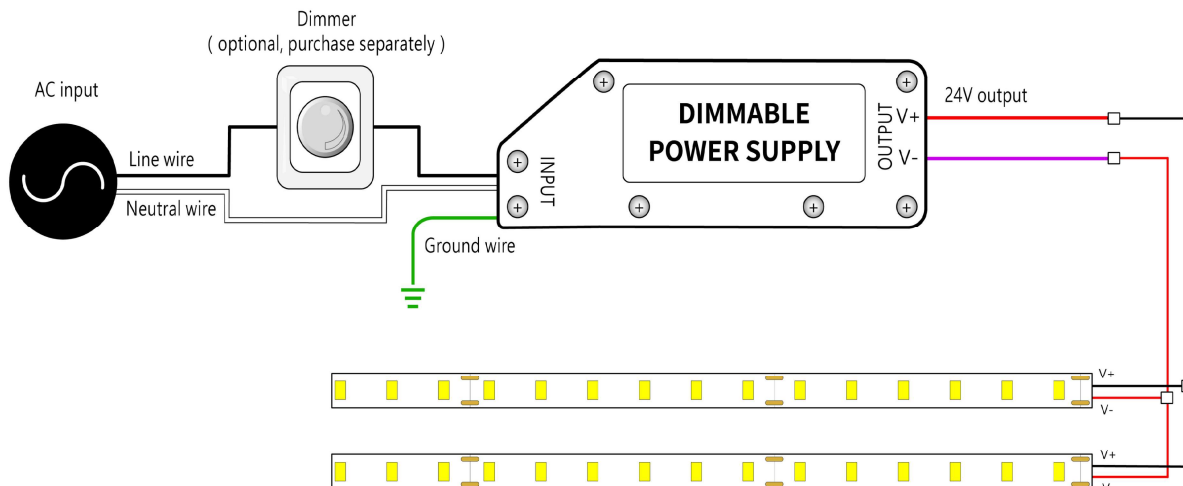 Dimmer
( optional, purchase separately )
AC input
Line wire
Neutral wire
Ground wire
INPUT
DIMMABLE
POWER SUPPLY
OUTPUT
V+
V-
24V output
V+
V-
V+